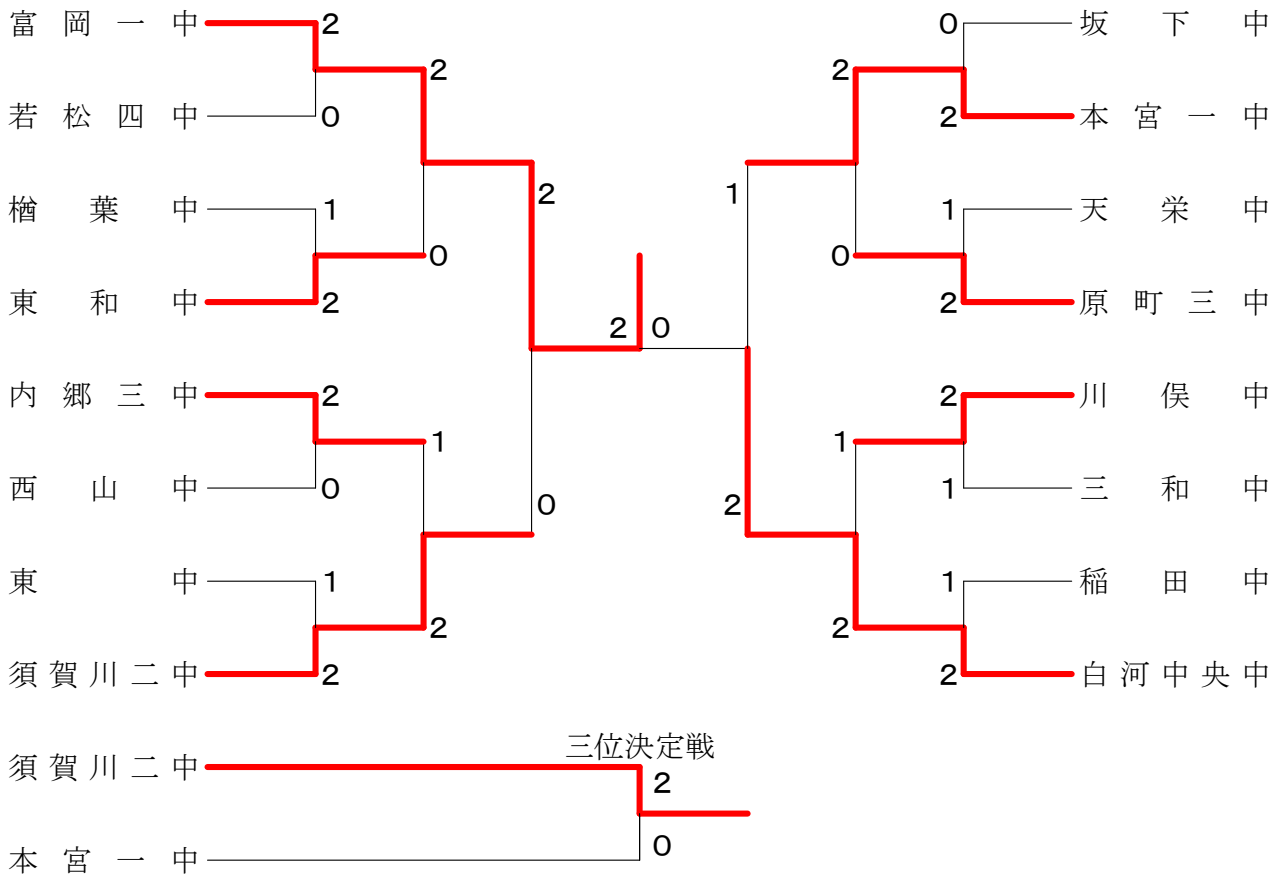 富岡一中 2 0 坂下中
2 2
若松四中 0 2 本宮一中
2 1
楢葉中 1 1 天栄中
0 0
東和中 2 2 原町三中
2 0
内郷三中 2 2 川俣中
1 1
西山中 0 1 三和中
0 2
東中 1 1 稲田中
2 2
須賀川二中 2 2 白河中央中
三位決定戦
須賀川二中 2
本宮一中 0